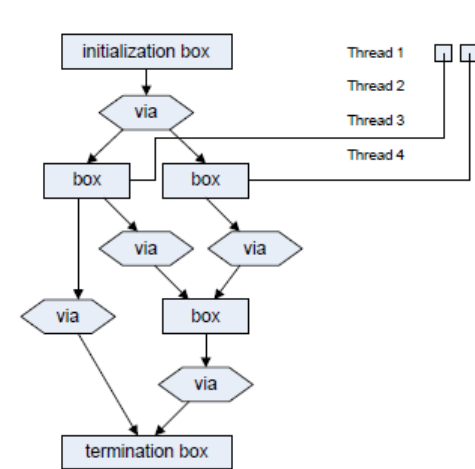 initialization box
Thread 1
Thread 2
via
Thread 3
Thread 4
box
box
via
via
via
box
via
termination box